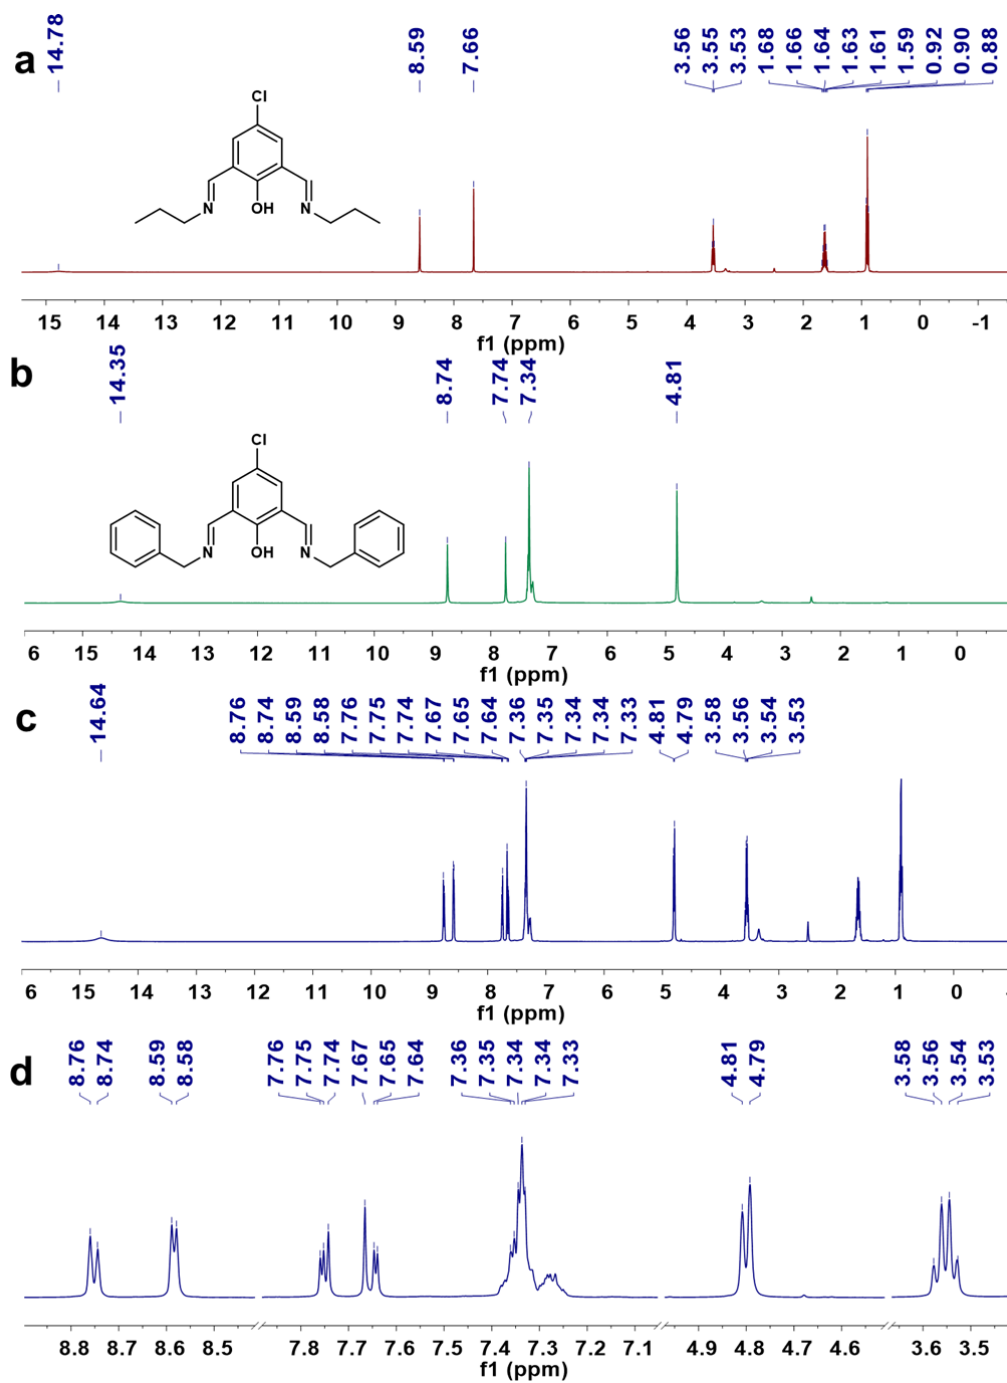 a
14.78 8.59 7.66 3.56 3.55 3.53 1.68 1.66 1.64 1.63 1.61 1.59 0.92 0.90 0.88
Cl
N OH N
15 14 13 12 11 10 9 8 7 6 5 4 3 2 1 0 -1
f1 (ppm)
b
14.35 8.74 7.74 7.34 4.81
Cl
N OH N
6 15 14 13 12 11 10 9 8 7 6 5 4 3 2 1 0
f1 (ppm)
c
14.64 8.76 8.74 8.59 8.58 7.76 7.75 7.74 7.67 7.65 7.64 7.36 7.35 7.34 7.34 7.33 4.81 4.79 3.58 3.56 3.54 3.53
6 15 14 13 12 11 10 9 8 7 6 5 4 3 2 1 0
f1 (ppm)
d
8.76 8.74 8.59 8.58 7.76 7.75 7.74 7.67 7.65 7.64 7.36 7.35 7.34 7.34 7.33 4.81 4.79 3.58 3.56 3.54 3.53
8.8 8.7 8.6 8.5 7.8 7.7 7.6 7.5 7.4 7.3 7.2 7.1 4.9 4.8 4.7 4.6 3.6 3.5
f1 (ppm)